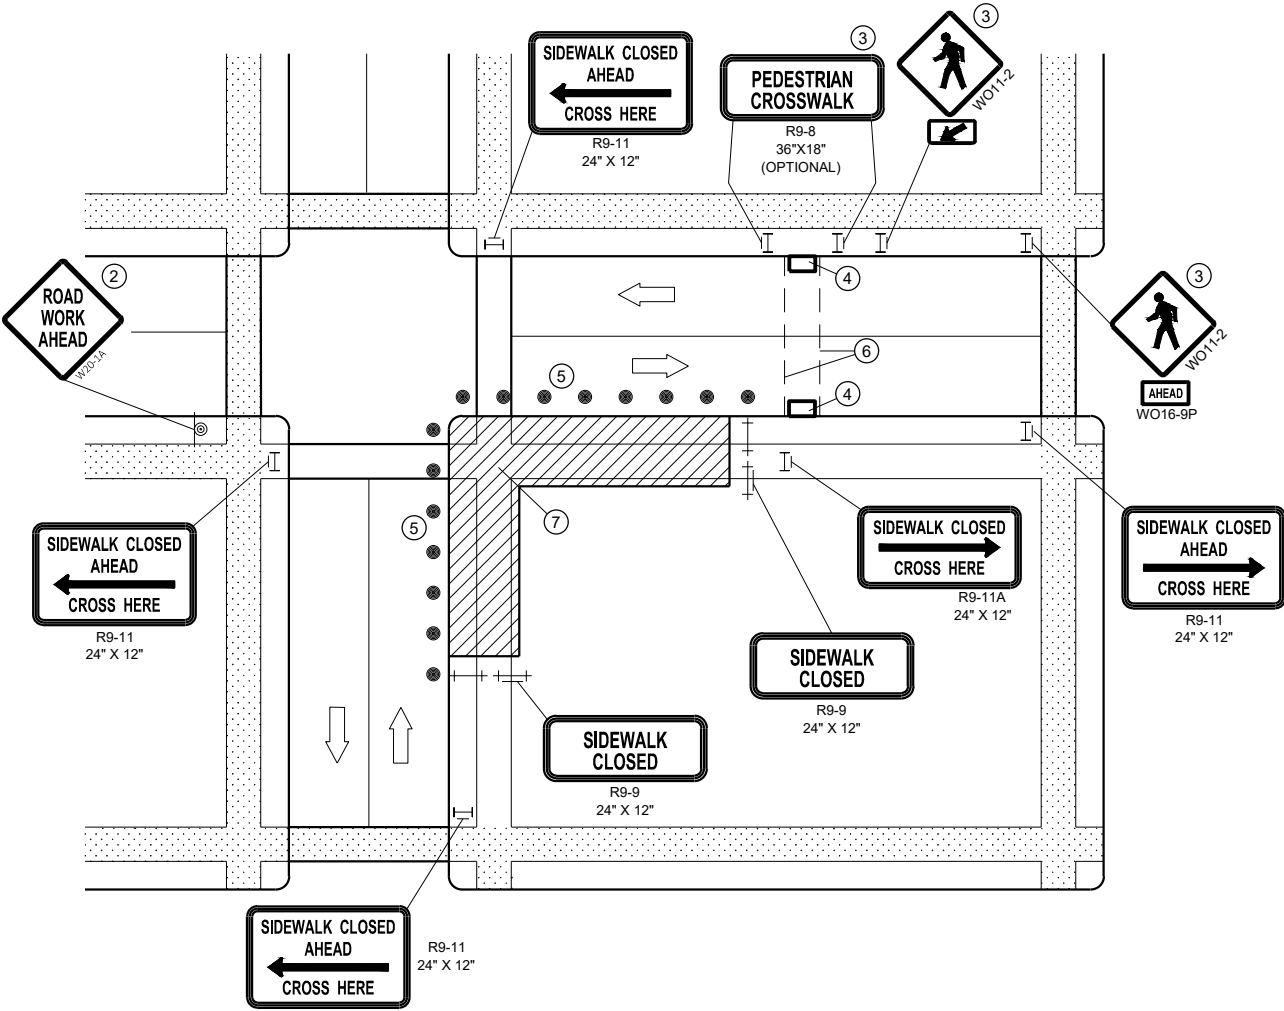 SIDEWALK CLOSED
AHEAD
CROSS HERE
R9-11
24" X 12"
3
PEDESTRIAN
CROSSWALK
R9-8
36"X18"
(OPTIONAL)
3
WO11-2
2
ROAD
WORK
AHEAD
W20-1A
4
3
WO11-2
AHEAD
WO16-9P
6
5
4
5
7
SIDEWALK CLOSED
AHEAD
CROSS HERE
R9-11
24" X 12"
SIDEWALK CLOSED
CROSS HERE
R9-11A
24" X 12"
SIDEWALK CLOSED
AHEAD
CROSS HERE
R9-11
24" X 12"
SIDEWALK
CLOSED
R9-9
24" X 12"
SIDEWALK
CLOSED
R9-9
24" X 12"
SIDEWALK CLOSED
AHEAD
CROSS HERE
R9-11
24" X 12"